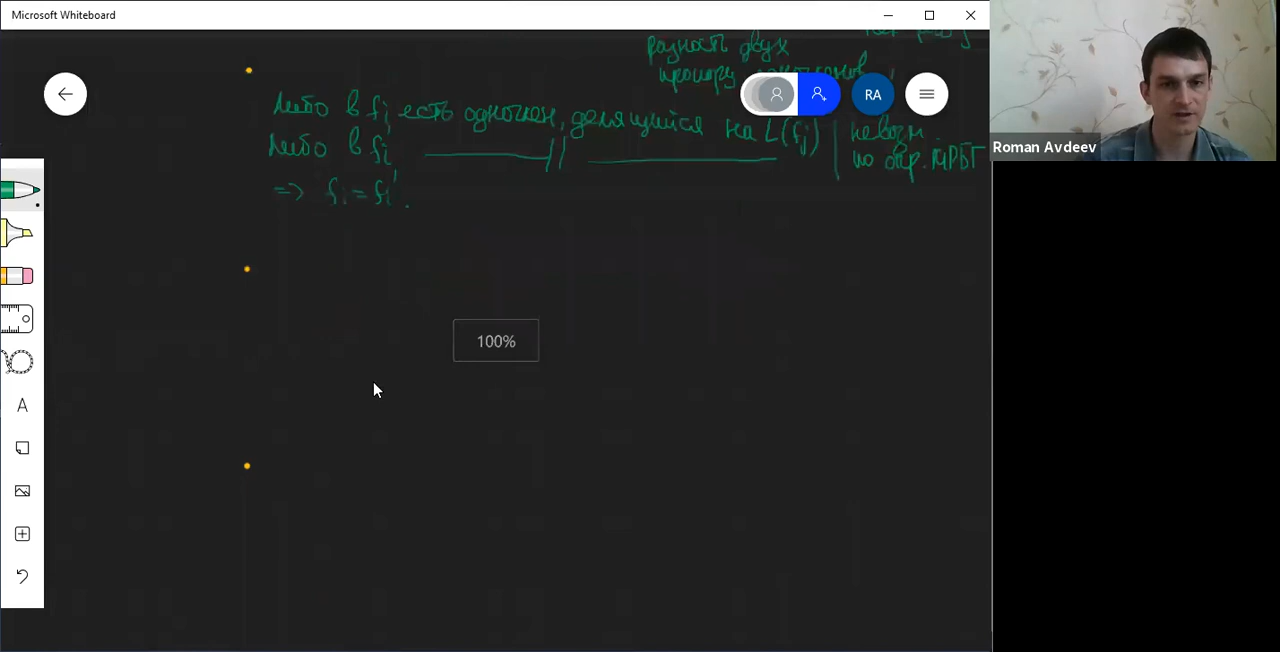 Microsoft Whiteboard
разность двух
Либо в fᵢ есть одночлен, делящийся на L(fⱼ) | невозм.
Либо в fᵢ' ———//——— ——————— | по опр. МРБГ
=> fᵢ = fᵢ'.
RA
Roman Avdeev
100%
A